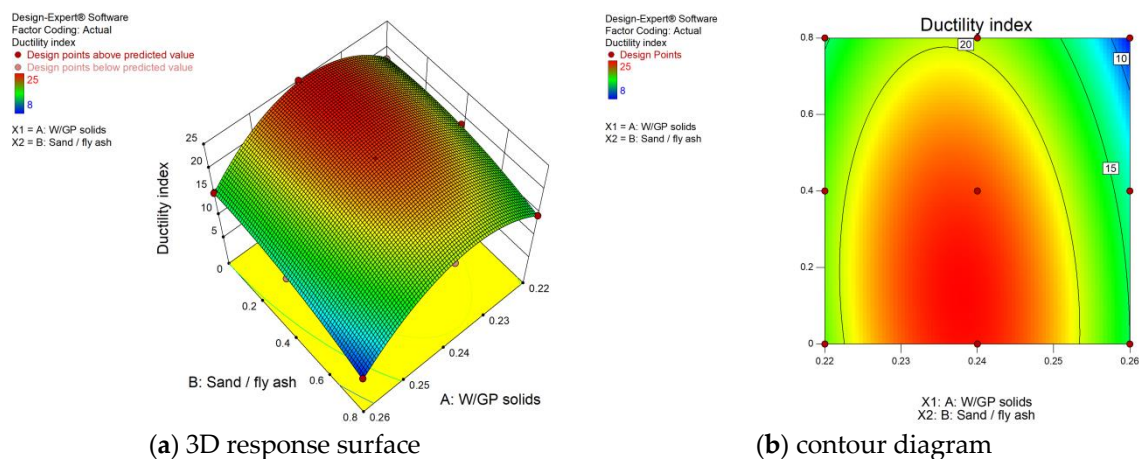 Design-Expert® Software
Factor Coding: Actual
Ductility index
Design points above predicted value
Design points below predicted value
25
8
X1 = A: W/GP solids
X2 = B: Sand / fly ash
Ductility index
25
20
15
10
5
0
0
0.2
0.4
0.6
0.8
B: Sand / fly ash
0.26
0.25
0.24
0.23
0.22
A: W/GP solids
(a) 3D response surface
Design-Expert® Software
Factor Coding: Actual
Ductility index
Design Points
25
8
X1 = A: W/GP solids
X2 = B: Sand / fly ash
Ductility index
0.8
0.6
0.4
0.2
0
20
10
15
0.22
0.23
0.24
0.25
0.26
X1: A: W/GP solids
X2: B: Sand / fly ash
(b) contour diagram